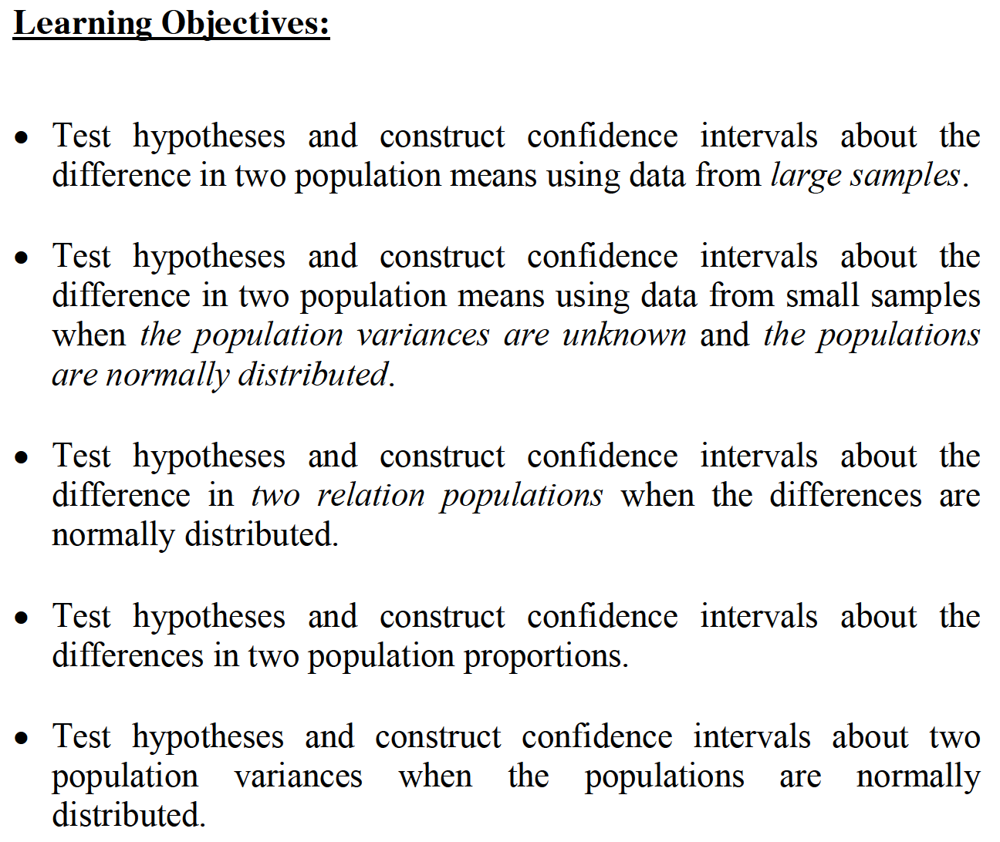 Learning Objectives:
• Test hypotheses and construct confidence intervals about the
difference in two population means using data from large samples.
• Test hypotheses and construct confidence intervals about the
difference in two population means using data from small samples
when the population variances are unknown and the populations
are normally distributed.
• Test hypotheses and construct confidence intervals about the
difference in two relation populations when the differences are
normally distributed.
• Test hypotheses and construct confidence intervals about the
differences in two population proportions.
• Test hypotheses and construct confidence intervals about two
population variances when the populations are normally
distributed.